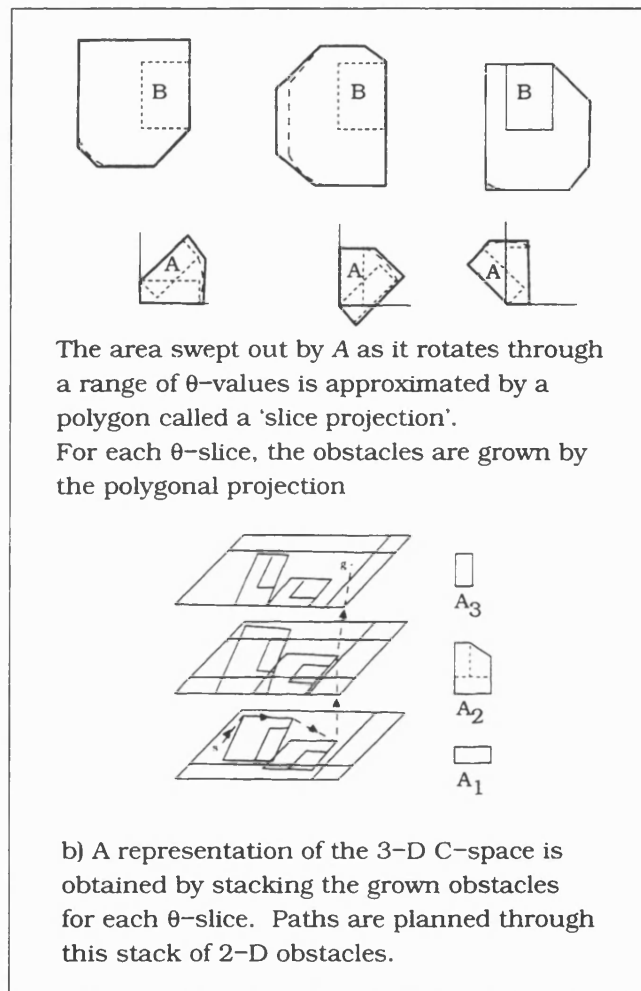 B B B
A A A
The area swept out by A as it rotates through
a range of θ-values is approximated by a
polygon called a 'slice projection'.
For each θ-slice, the obstacles are grown by
the polygonal projection
g
A3
A2
s
A1
b) A representation of the 3-D C-space is
obtained by stacking the grown obstacles
for each θ-slice. Paths are planned through
this stack of 2-D obstacles.